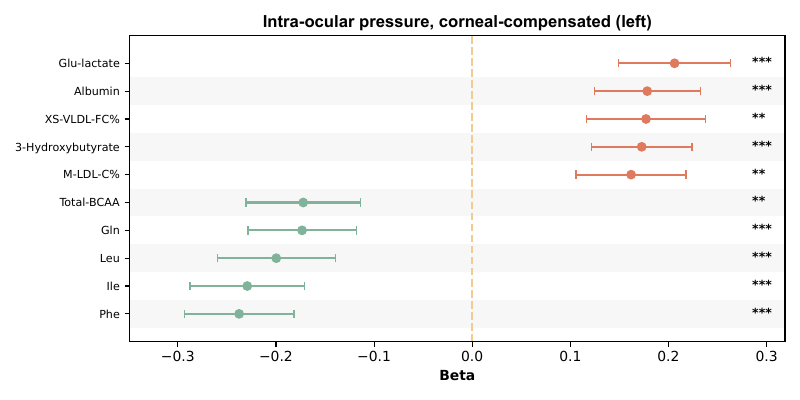 Intra-ocular pressure, corneal-compensated (left)
Glu-lactate ***
Albumin ***
XS-VLDL-FC% **
3-Hydroxybutyrate ***
M-LDL-C% **
Total-BCAA **
Gln ***
Leu ***
Ile ***
Phe ***
−0.3 −0.2 −0.1 0.0 0.1 0.2 0.3
Beta